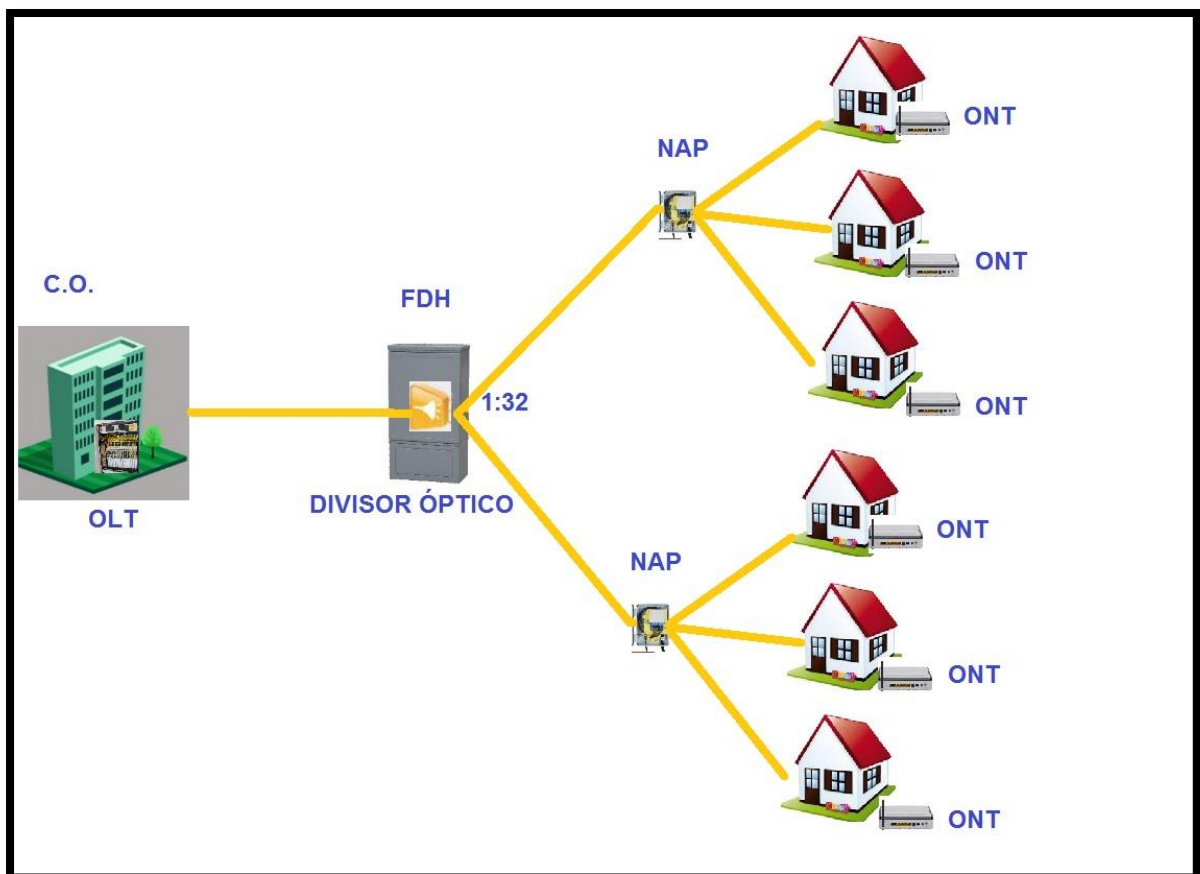 C.O.
OLT
FDH
1:32
DIVISOR ÓPTICO
NAP
ONT
ONT
ONT
NAP
ONT
ONT
ONT